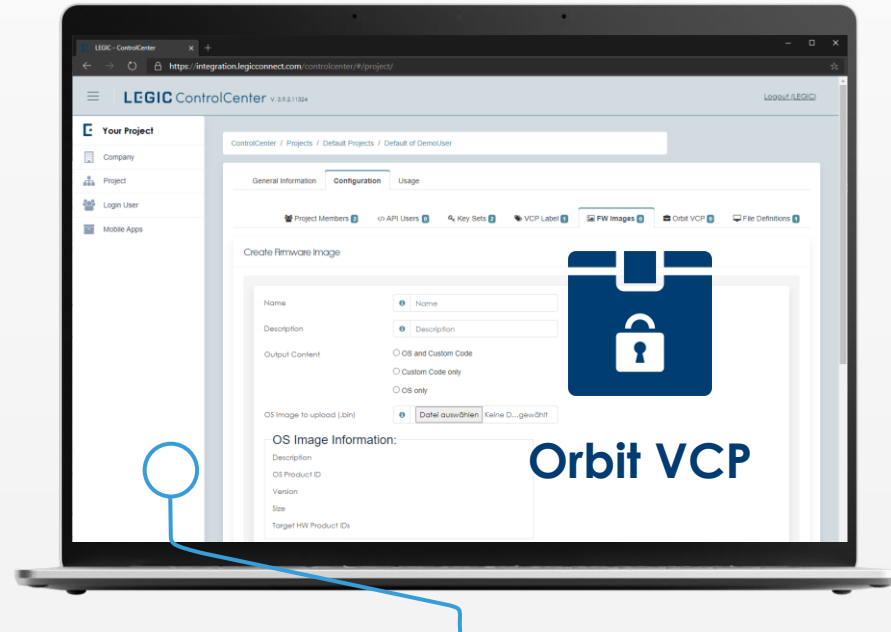 LEGIC - ControlCenter
https://integration.legicconnect.com/controlcenter/#/project/
LEGIC ControlCenter V. 3.9.2.11324
Logout (LEGIC)
Your Project
Company
Project
Login User
Mobile Apps
ControlCenter / Projects / Default Projects / Default of DemoUser
General Information Configuration Usage
Project Members 2 API Users 0 Key Sets 2 VCP Label 1 FW Images 0 Orbit VCP 0 File Definitions 1
Create Firmware Image
Name Name
Description Description
Output Content OS and Custom Code
Custom Code only
OS only
OS Image to upload (.bin) Datei auswählen Keine D...gewählt
OS Image Information:
Description
OS Product ID
Version
Size
Target HW Product IDs
Orbit VCP